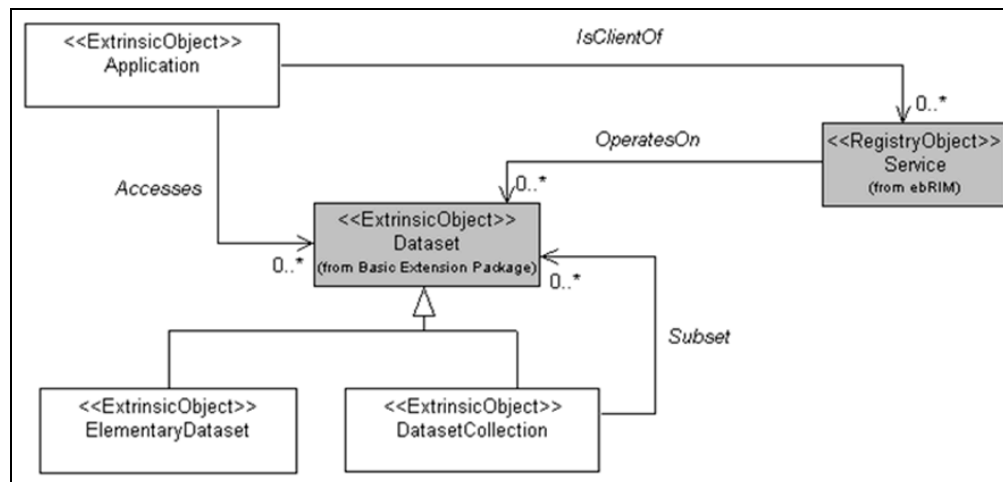 <<ExtrinsicObject>>
Application
IsClientOf
0..*
<<RegistryObject>>
Service
(from ebRIM)
OperatesOn
0..*
Accesses
0..*
<<ExtrinsicObject>>
Dataset
(from Basic Extension Package)
0..*
Subset
<<ExtrinsicObject>>
ElementaryDataset
<<ExtrinsicObject>>
DatasetCollection